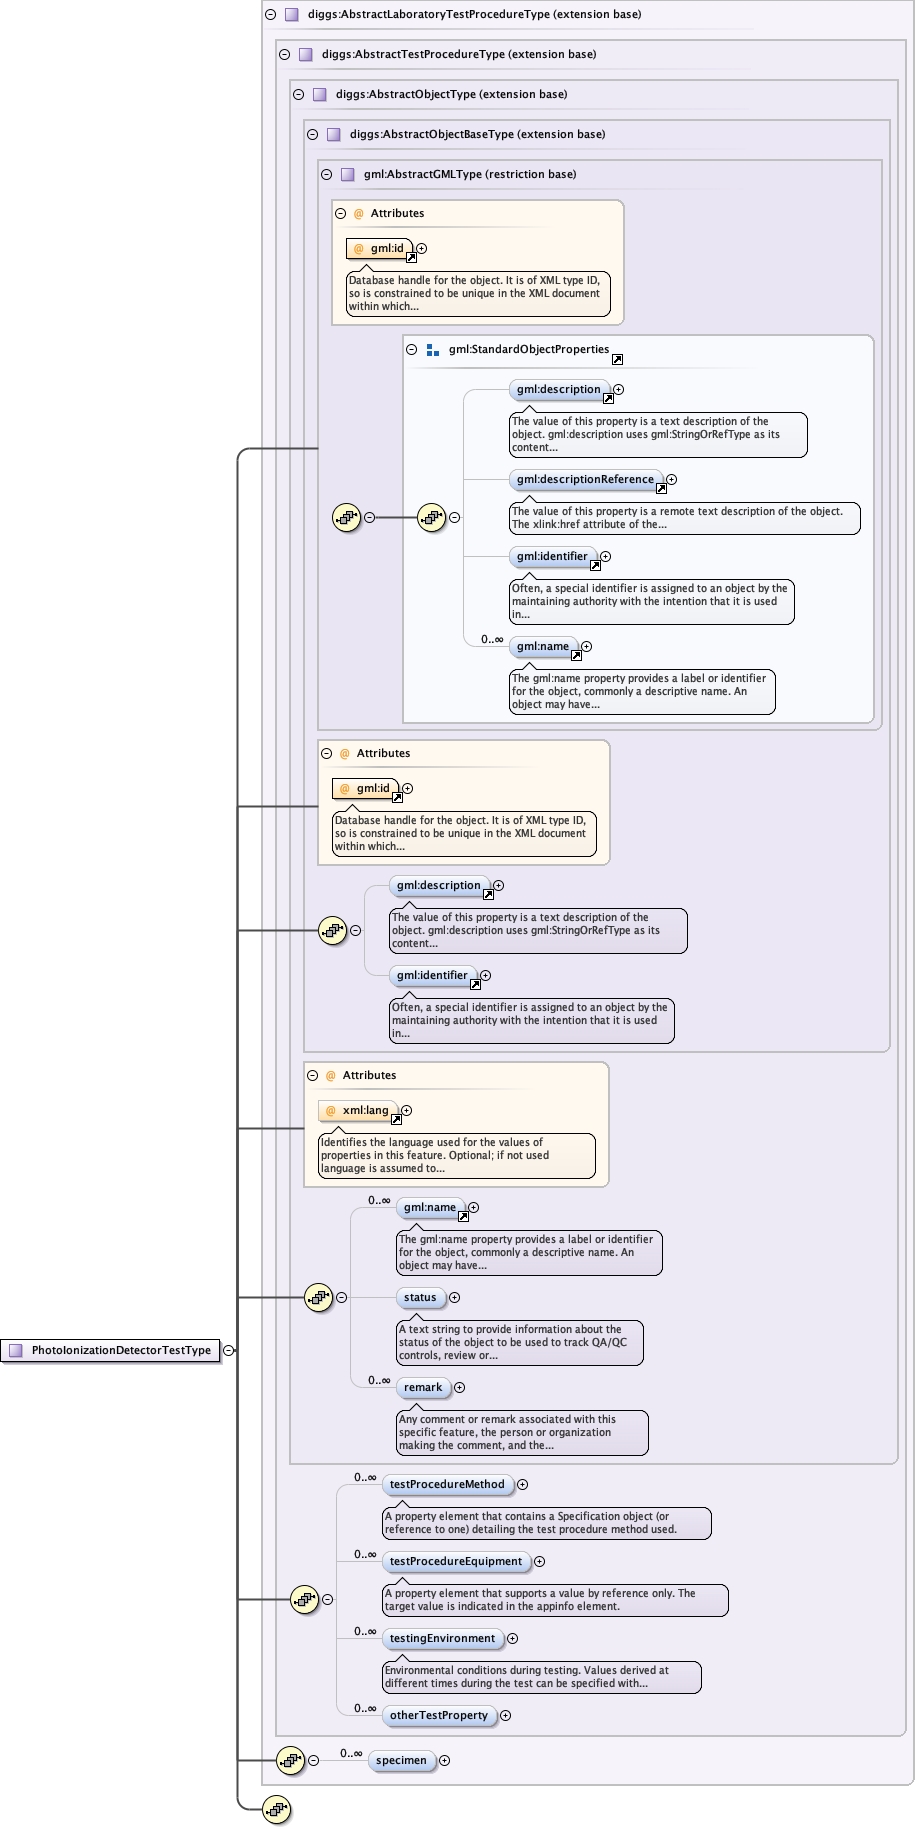 diggs:AbstractLaboratoryTestProcedureType (extension base)
diggs:AbstractTestProcedureType (extension base)
diggs:AbstractObjectType (extension base)
diggs:AbstractObjectBaseType (extension base)
gml:AbstractGMLType (restriction base)
@ Attributes
@ gml:id
Database handle for the object. It is of XML type ID,
so is constrained to be unique in the XML document
within which...
gml:StandardObjectProperties
gml:description
The value of this property is a text description of the
object. gml:description uses gml:StringOrRefType as its
content...
gml:descriptionReference
The value of this property is a remote text description of the object.
The xlink:href attribute of the...
gml:identifier
Often, a special identifier is assigned to an object by the
maintaining authority with the intention that it is used
in...
0..∞ gml:name
The gml:name property provides a label or identifier
for the object, commonly a descriptive name. An
object may have...
@ Attributes
@ gml:id
Database handle for the object. It is of XML type ID,
so is constrained to be unique in the XML document
within which...
gml:description
The value of this property is a text description of the
object. gml:description uses gml:StringOrRefType as its
content...
gml:identifier
Often, a special identifier is assigned to an object by the
maintaining authority with the intention that it is used
in...
@ Attributes
@ xml:lang
Identifies the language used for the values of
properties in this feature. Optional; if not used
language is assumed to...
0..∞ gml:name
The gml:name property provides a label or identifier
for the object, commonly a descriptive name. An
object may have...
status
A text string to provide information about the
status of the object to be used to track QA/QC
controls, review or...
PhotoIonizationDetectorTestType
0..∞ remark
Any comment or remark associated with this
specific feature, the person or organization
making the comment, and the...
0..∞ testProcedureMethod
A property element that contains a Specification object (or
reference to one) detailing the test procedure method used.
0..∞ testProcedureEquipment
A property element that supports a value by reference only. The
target value is indicated in the appinfo element.
0..∞ testingEnvironment
Environmental conditions during testing. Values derived at
different times during the test can be specified with...
0..∞ otherTestProperty
0..∞ specimen